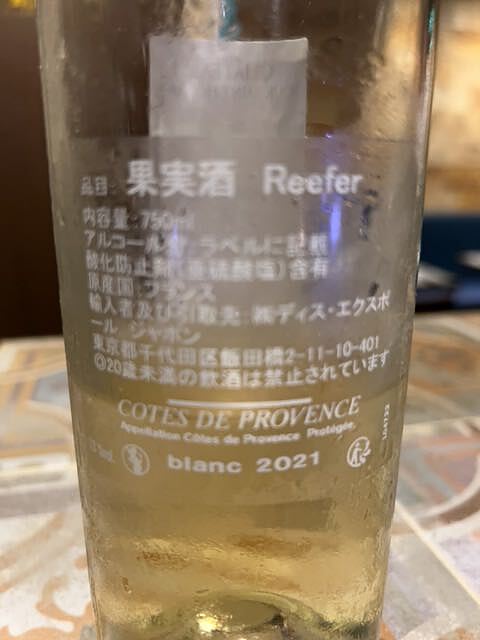 品目: 果実酒 Reefer
内容量:750ml
アルコール分:ラベルに記載
酸化防止剤(亜硫酸塩)含有
原産国:フランス
輸入者及び引取先:㈱ディス・エクスポ
ール ジャポン
東京都千代田区飯田橋2-11-10-401
◎20歳未満の飲酒は禁止されています
COTES DE PROVENCE
Appellation Côtes de Provence Protégée
blanc 2021